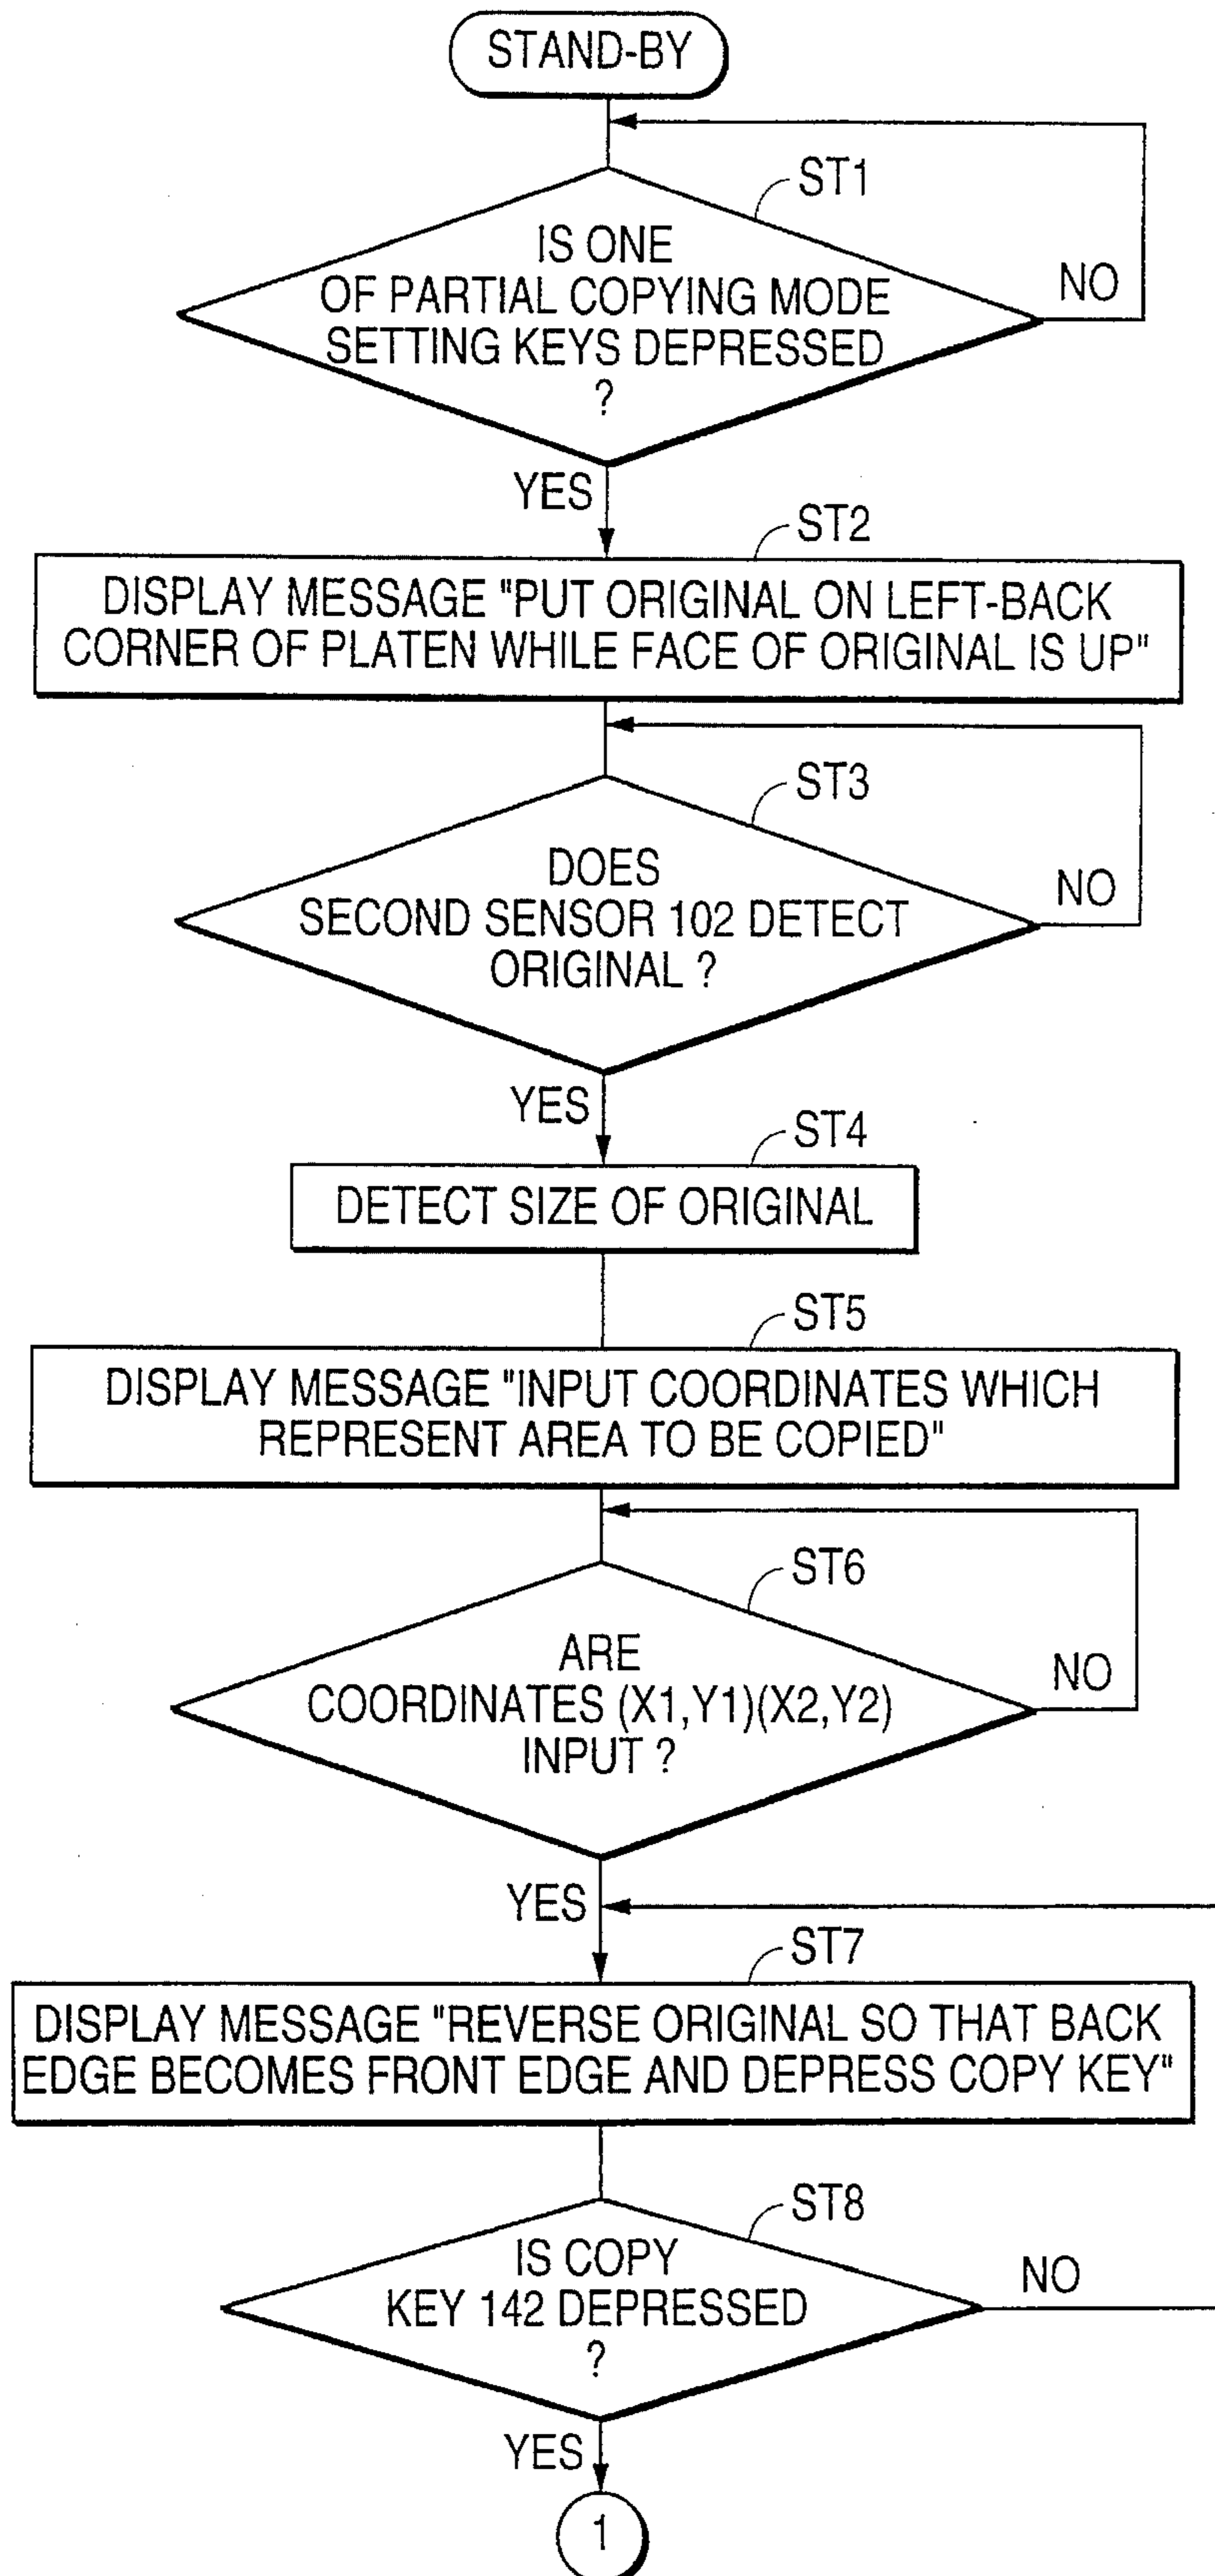 STAND-BY
ST1
IS ONE
OF PARTIAL COPYING MODE
SETTING KEYS DEPRESSED
?
NO
YES
ST2
DISPLAY MESSAGE "PUT ORIGINAL ON LEFT-BACK
CORNER OF PLATEN WHILE FACE OF ORIGINAL IS UP"
ST3
DOES
SECOND SENSOR 102 DETECT
ORIGINAL ?
NO
YES
ST4
DETECT SIZE OF ORIGINAL
ST5
DISPLAY MESSAGE "INPUT COORDINATES WHICH
REPRESENT AREA TO BE COPIED"
ST6
ARE
COORDINATES (X1,Y1)(X2,Y2)
INPUT ?
NO
YES
ST7
DISPLAY MESSAGE "REVERSE ORIGINAL SO THAT BACK
EDGE BECOMES FRONT EDGE AND DEPRESS COPY KEY"
ST8
IS COPY
KEY 142 DEPRESSED
?
NO
YES
1